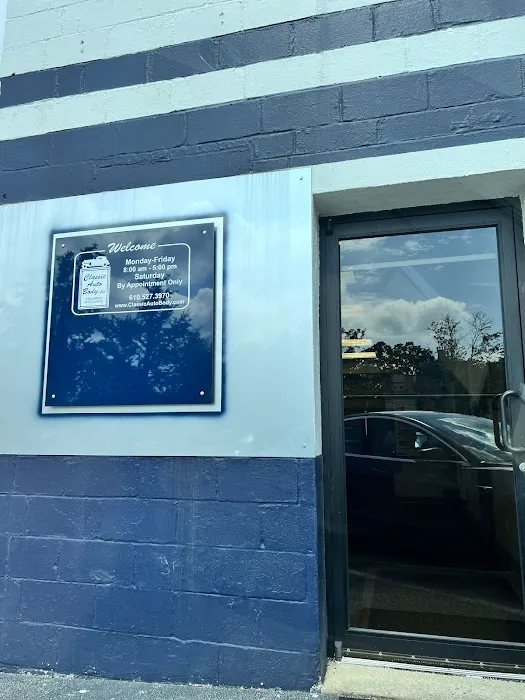 Welcome
Classic
Auto
Body
Monday-Friday
8:00 am - 5:00 pm
Saturday
By Appointment Only
610.527.3970
www.ClassicAutoBody.com